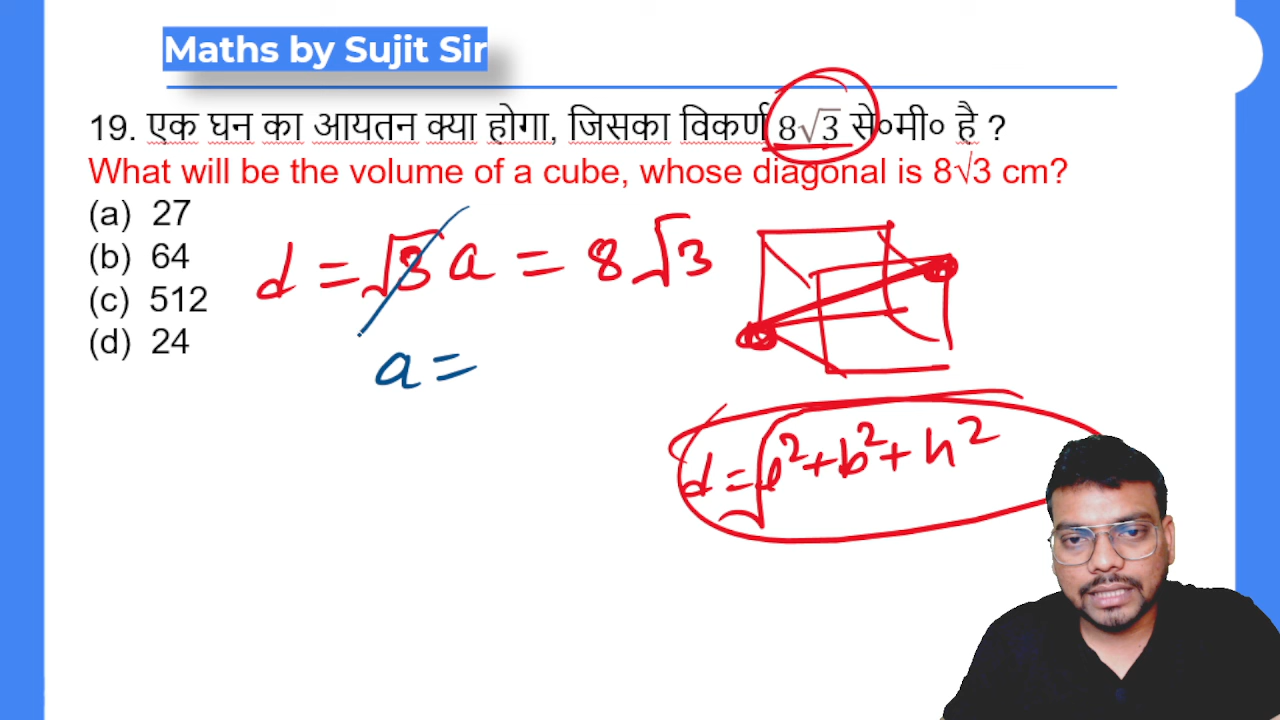 Maths by Sujit Sir
19. एक घन का आयतन क्या होगा, जिसका विकर्ण 8√3 से०मी० है ?
What will be the volume of a cube, whose diagonal is 8√3 cm?
(a) 27
(b) 64
(c) 512
(d) 24
d = √3 a = 8√3
a =
d = √l²+b²+h²